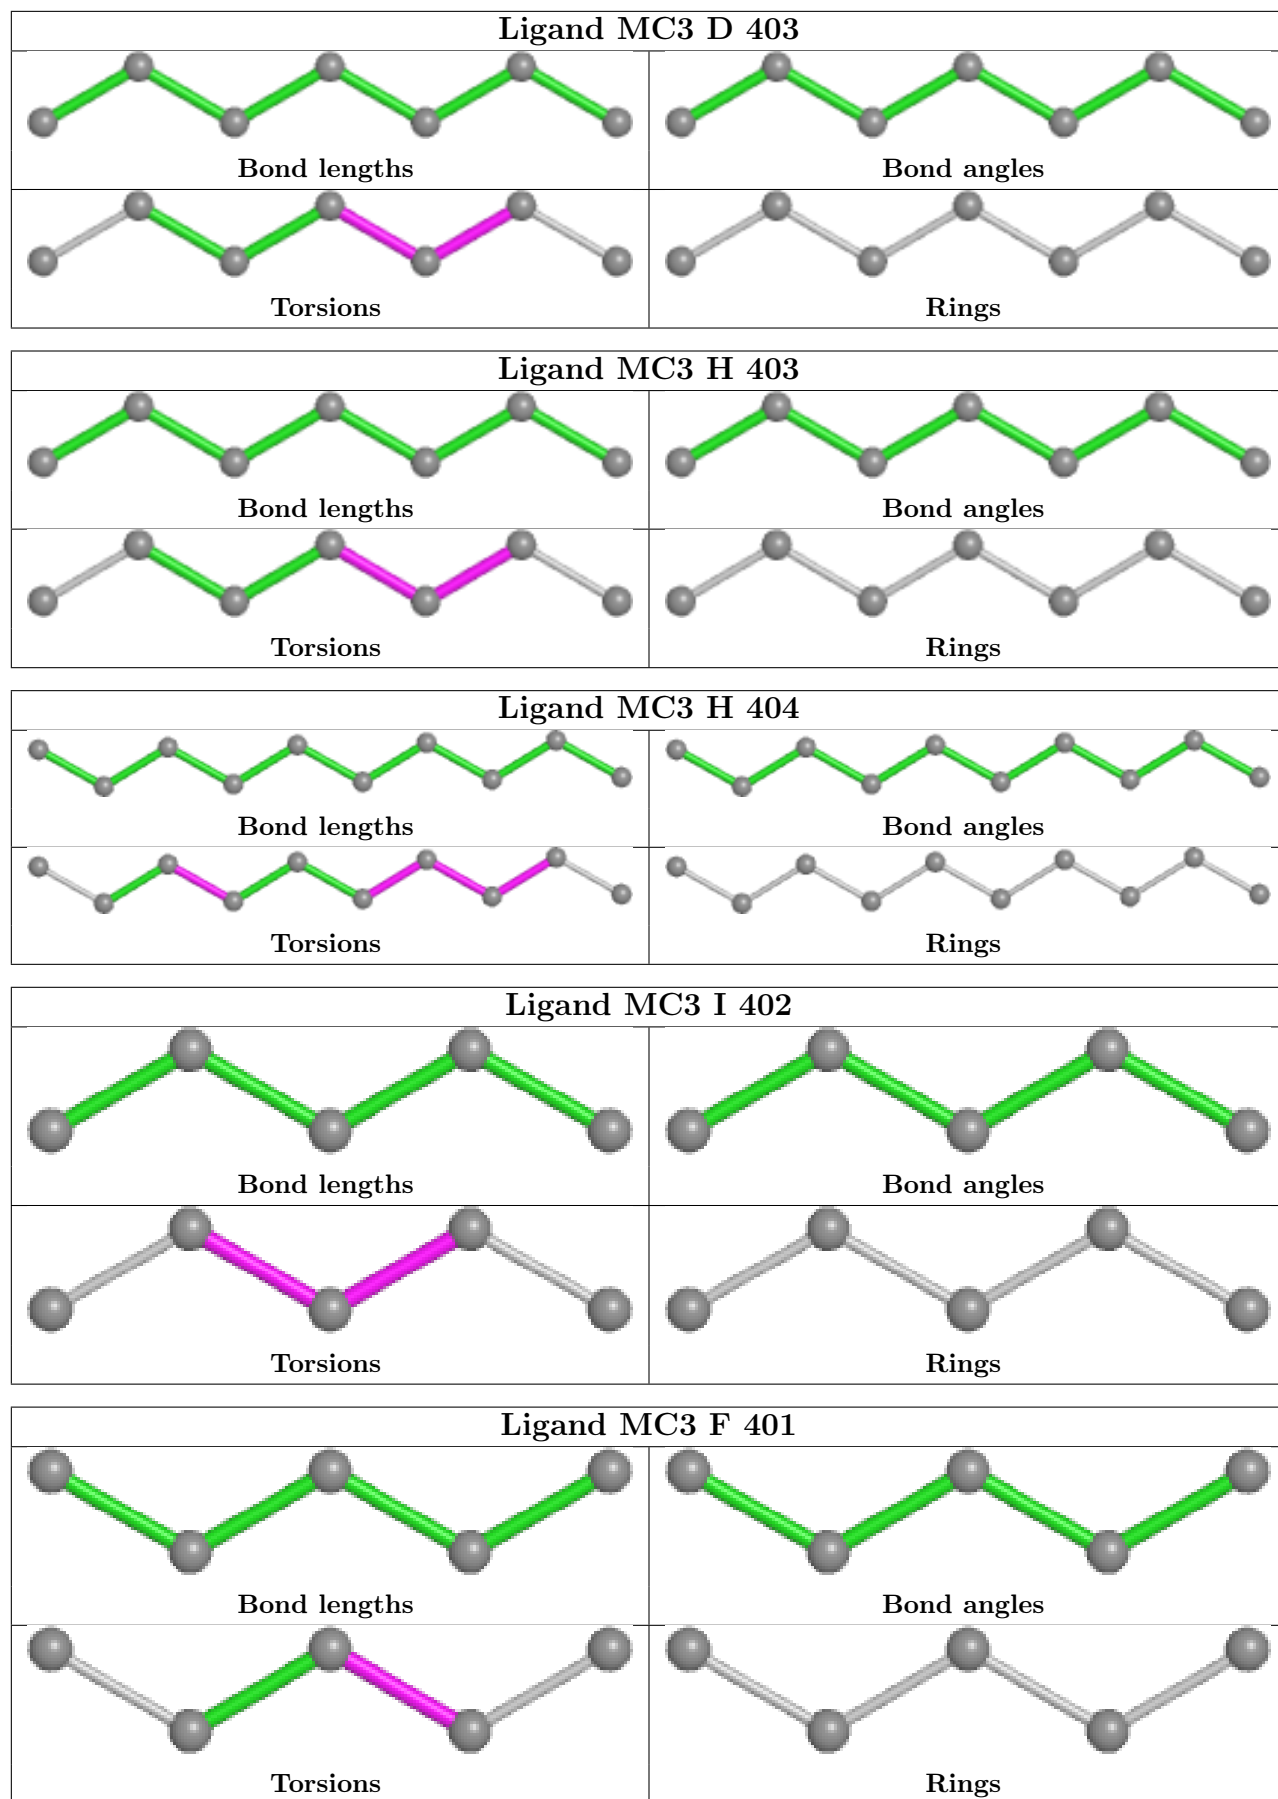 Ligand MC3 D 403
Bond lengths Bond angles
Torsions Rings
Ligand MC3 H 403
Bond lengths Bond angles
Torsions Rings
Ligand MC3 H 404
Bond lengths Bond angles
Torsions Rings
Ligand MC3 I 402
Bond lengths Bond angles
Torsions Rings
Ligand MC3 F 401
Bond lengths Bond angles
Torsions Rings